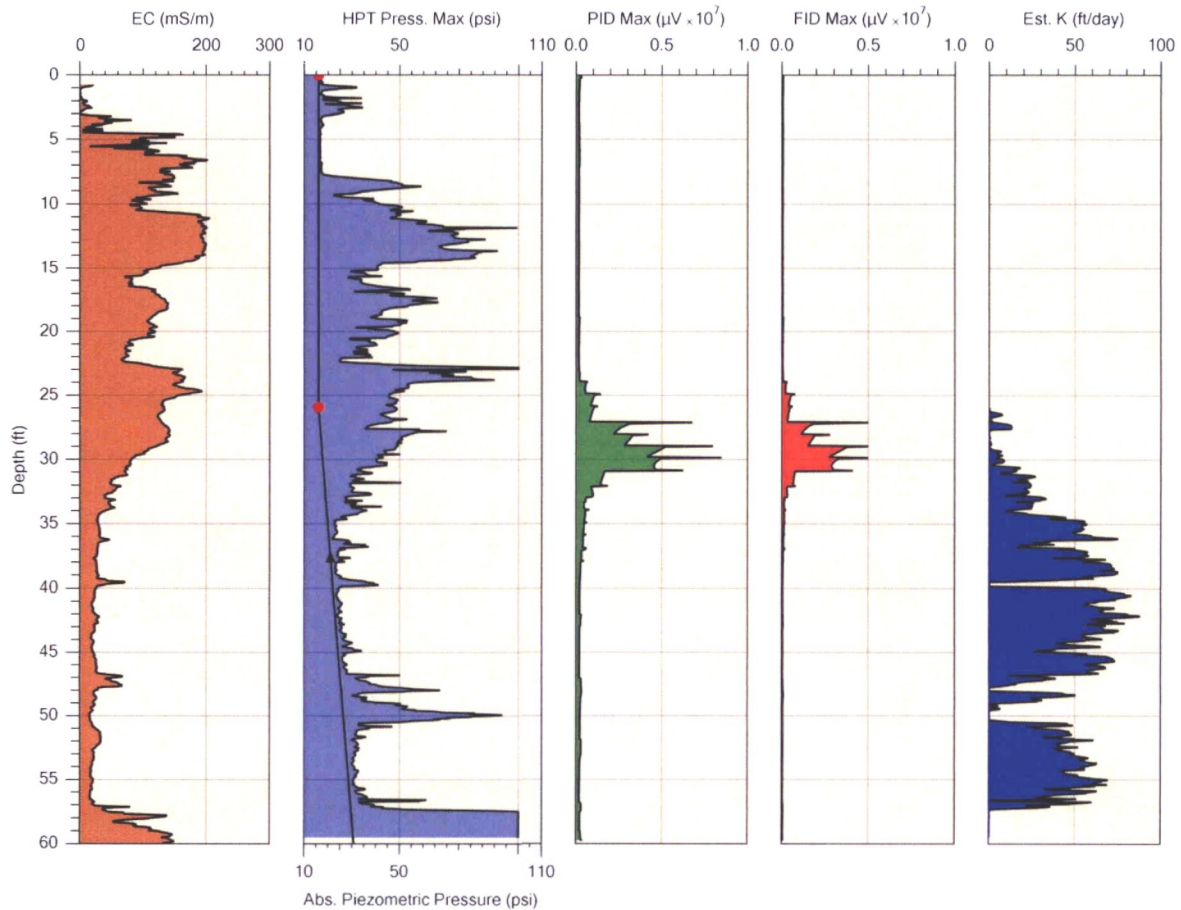 EC (mS/m) HPT Press. Max (psi) PID Max (µV ×10⁷) FID Max (µV ×10⁷) Est. K (ft/day)
0 100 200 300 10 50 110 0.0 0.5 1.0 0.0 0.5 1.0 0 50 100
0
5
10
15
20
25
Depth (ft)
30
35
40
45
50
55
60
10 50 110
Abs. Piezometric Pressure (psi)